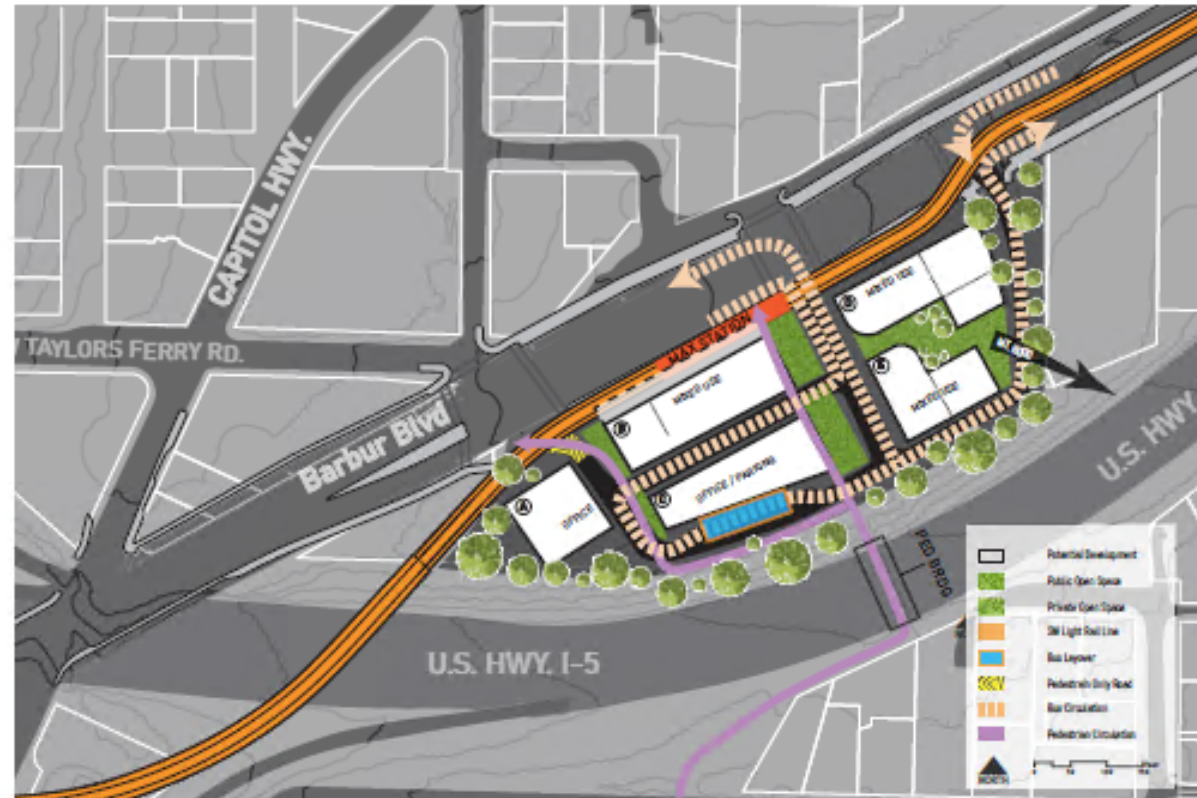 CAPITOL HWY.
TAYLORS FERRY RD.
Barbur Blvd
MAX STATION
MIXED USE
B
MIXED USE
D
MIXED USE
OFFICE / PARKING
C
OFFICE
A
PED BRDG
U.S. HWY. I-5
U.S. HWY
Potential Development
Public Open Space
Private Open Space
SW Light Rail Line
Bus Layover
Pedestrian Only Road
Bus Circulation
Pedestrian Circulation
NORTH